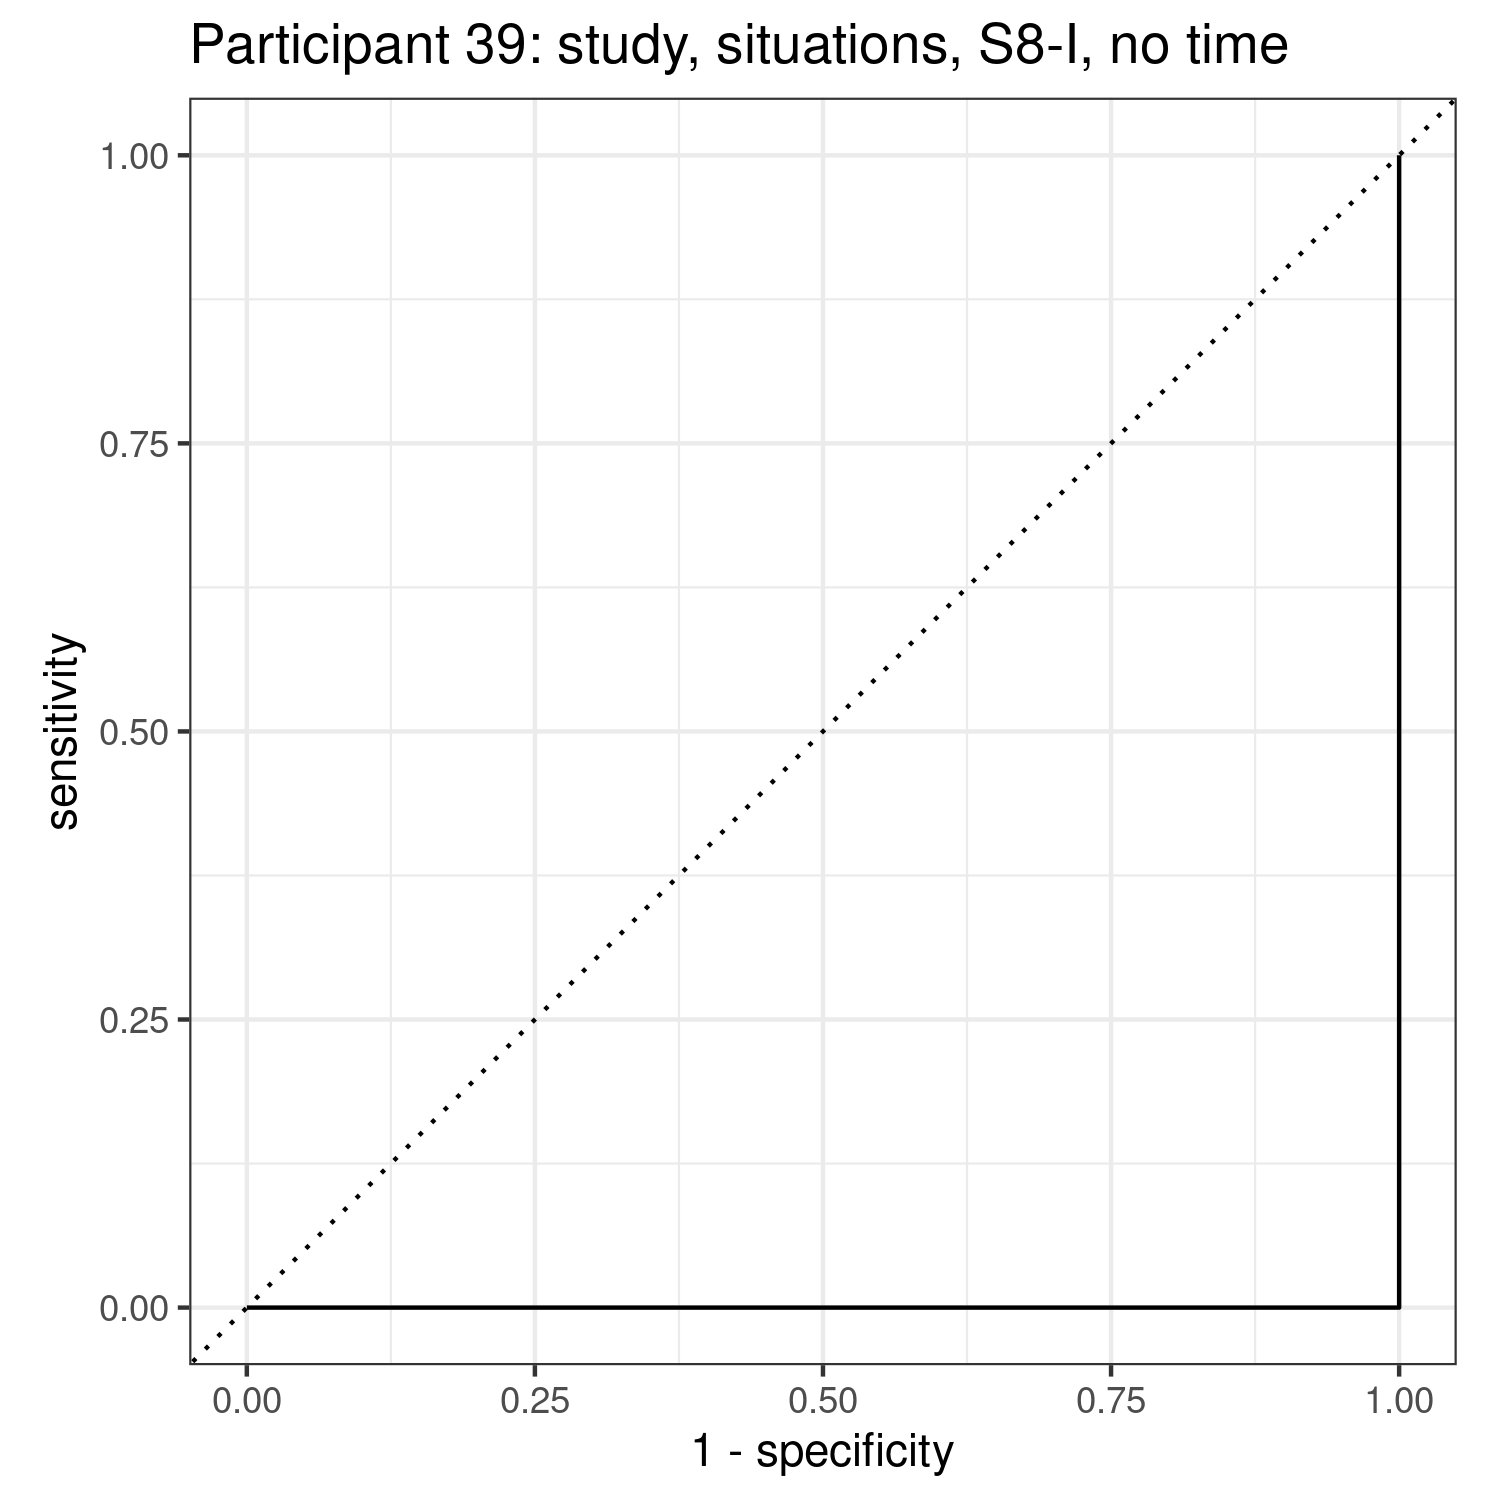 Participant 39: study, situations, S8-I, no time
1.00
0.75
0.50
0.25
0.00
sensitivity
0.00 0.25 0.50 0.75 1.00
1 - specificity